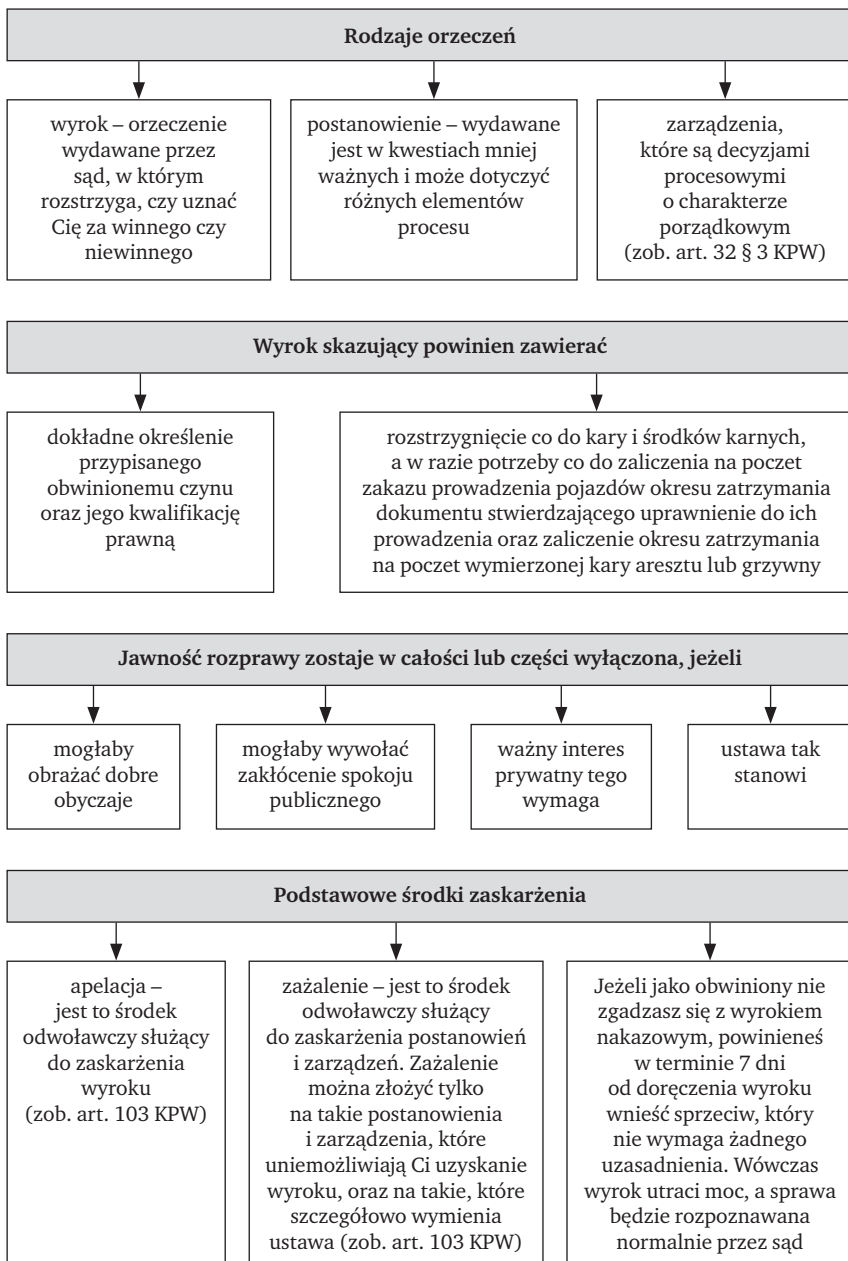 Rodzaje orzeczeń
wyrok – orzeczenie
wydawane przez
sąd, w którym
rozstrzyga, czy uznać
Cię za winnego czy
niewinnego
postanowienie – wydawane
jest w kwestiach mniej
ważnych i może dotyczyć
różnych elementów
procesu
zarządzenia,
które są decyzjami
procesowymi
o charakterze
porządkowym
(zob. art. 32 § 3 KPW)
Wyrok skazujący powinien zawierać
dokładne określenie
przypisanego
obwinionemu czynu
oraz jego kwalifikację
prawną
rozstrzygnięcie co do kary i środków karnych,
a w razie potrzeby co do zaliczenia na poczet
zakazu prowadzenia pojazdów okresu zatrzymania
dokumentu stwierdzającego uprawnienie do ich
prowadzenia oraz zaliczenie okresu zatrzymania
na poczet wymierzonej kary aresztu lub grzywny
Jawność rozprawy zostaje w całości lub części wyłączona, jeżeli
mogłaby
obrażać dobre
obyczaje
mogłaby wywołać
zakłócenie spokoju
publicznego
ważny interes
prywatny tego
wymaga
ustawa tak
stanowi
Podstawowe środki zaskarżenia
apelacja –
jest to środek
odwoławczy służący
do zaskarżenia
wyroku
(zob. art. 103 KPW)
zażalenie – jest to środek
odwoławczy służący
do zaskarżenia postanowień
i zarządzeń. Zażalenie
można złożyć tylko
na takie postanowienia
i zarządzenia, które
uniemożliwiają Ci uzyskanie
wyroku, oraz na takie, które
szczegółowo wymienia
ustawa (zob. art. 103 KPW)
Jeżeli jako obwiniony nie
zgadzasz się z wyrokiem
nakazowym, powinieneś
w terminie 7 dni
od doręczenia wyroku
wnieść sprzeciw, który
nie wymaga żadnego
uzasadnienia. Wówczas
wyrok utraci moc, a sprawa
będzie rozpoznawana
normalnie przez sąd